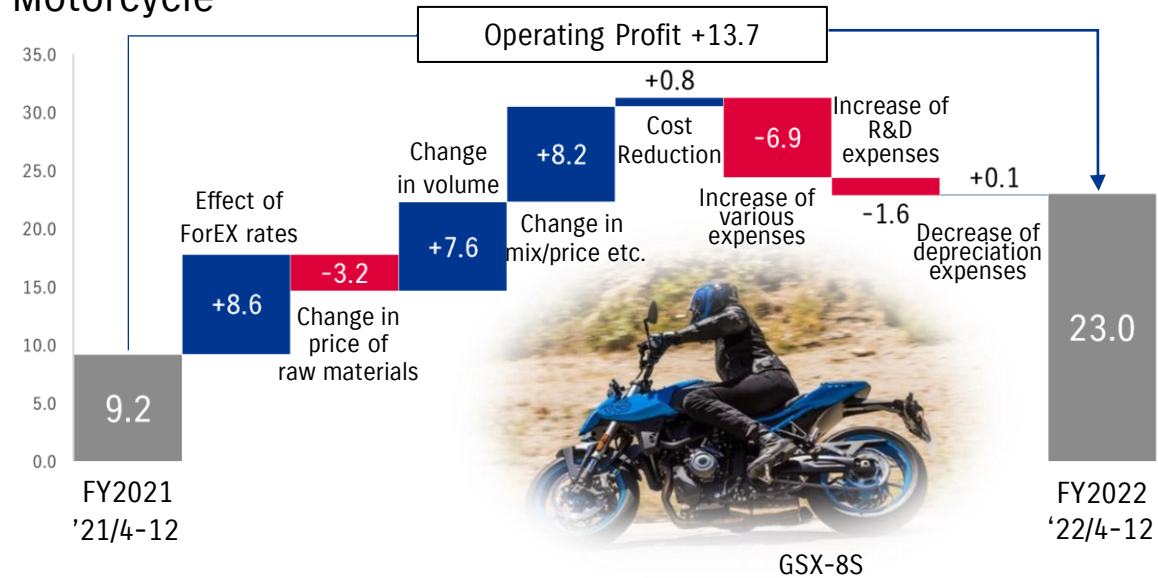 Motorcycle
Operating Profit +13.7
35.0
30.0
25.0
20.0
15.0
10.0
5.0
0.0
9.2
FY2021
’21/4-12
Effect of
ForEX rates
+8.6
-3.2
Change in
price of
raw materials
Change
in volume
+7.6
+8.2
Change in
mix/price etc.
+0.8
Cost
Reduction
-6.9
Increase of
various
expenses
Increase of
R&D
expenses
-1.6
+0.1
Decrease of
depreciation
expenses
23.0
FY2022
‘22/4-12
GSX-8S